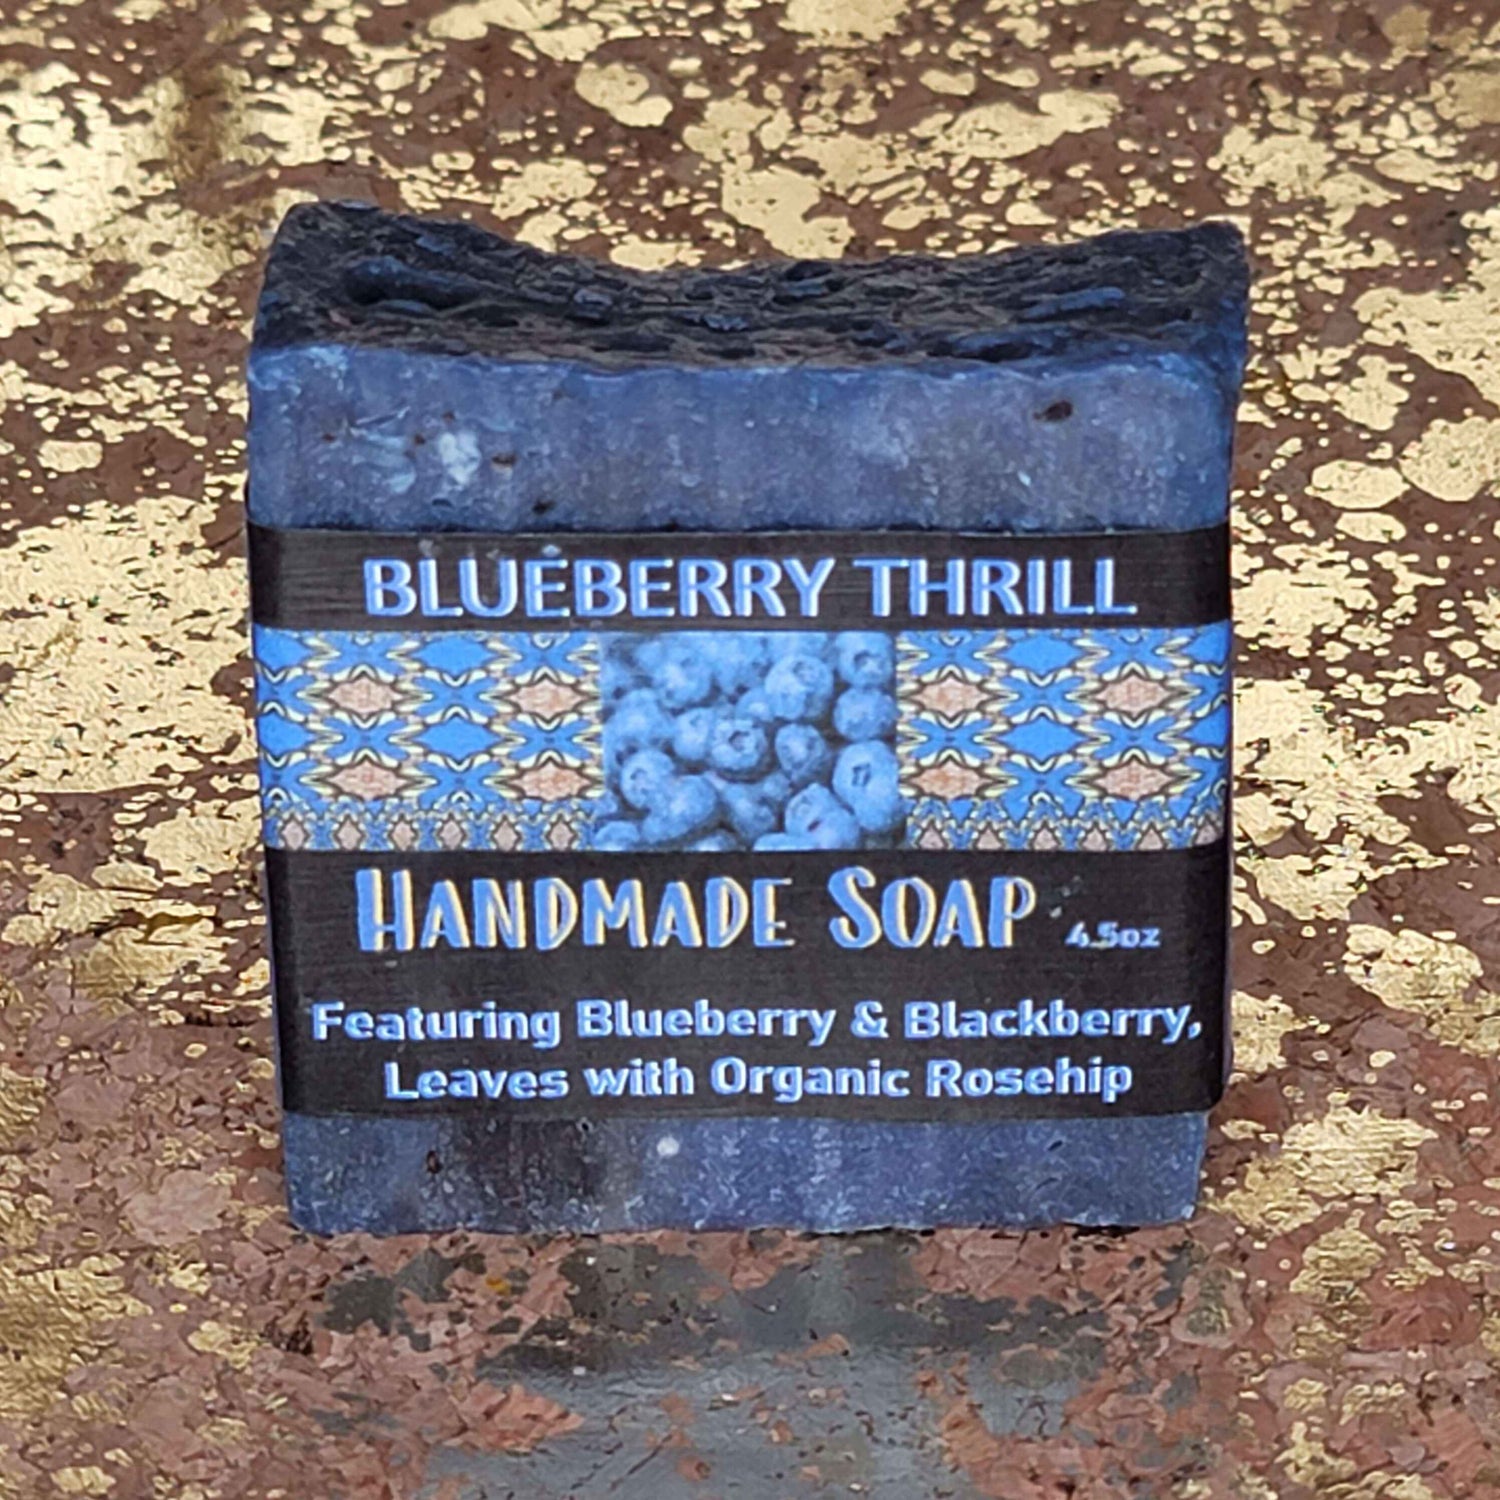 BLUEBERRY THRILL
HANDMADE SOAP 4.5oz
Featuring Blueberry & Blackberry,
Leaves with Organic Rosehip